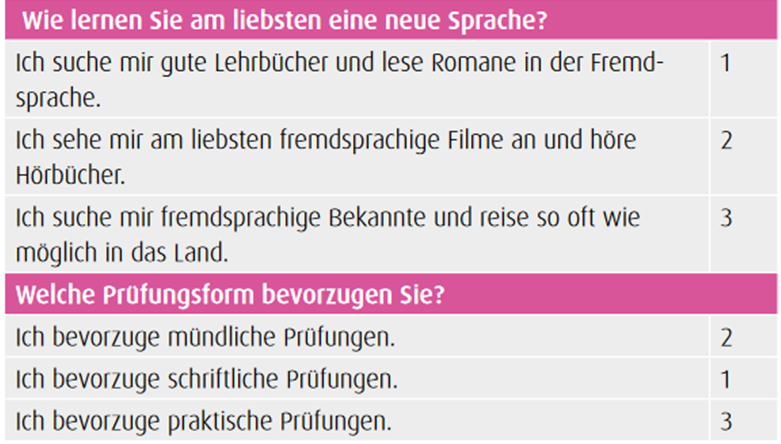 Wie lernen Sie am liebsten eine neue Sprache?
Ich suche mir gute Lehrbücher und lese Romane in der Fremd- 1
sprache.
Ich sehe mir am liebsten fremdsprachige Filme an und höre 2
Hörbücher.
Ich suche mir fremdsprachige Bekannte und reise so oft wie 3
möglich in das Land.
Welche Prüfungsform bevorzugen Sie?
Ich bevorzuge mündliche Prüfungen. 2
Ich bevorzuge schriftliche Prüfungen. 1
Ich bevorzuge praktische Prüfungen. 3